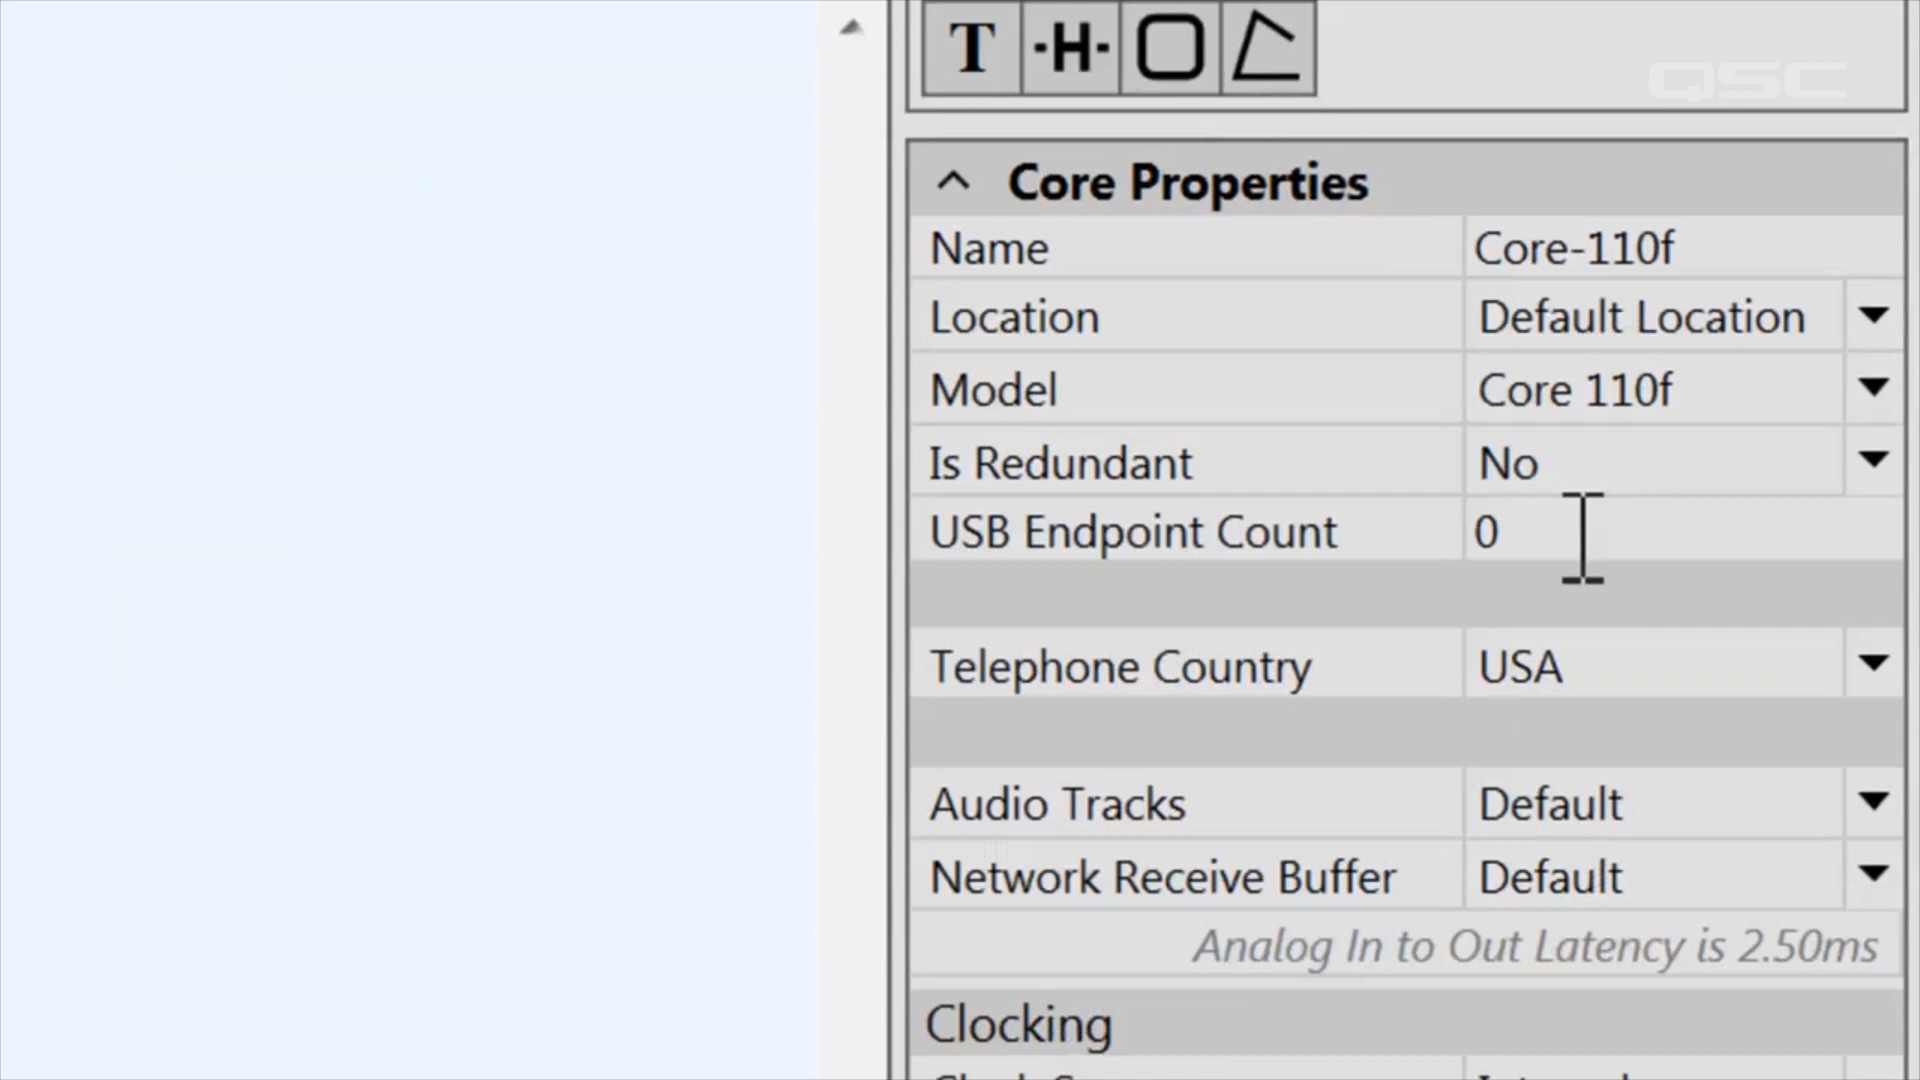 T ·H·
QSC
Core Properties
Name Core-110f
Location Default Location
Model Core 110f
Is Redundant No
USB Endpoint Count 0
Telephone Country USA
Audio Tracks Default
Network Receive Buffer Default
Analog In to Out Latency is 2.50ms
Clocking